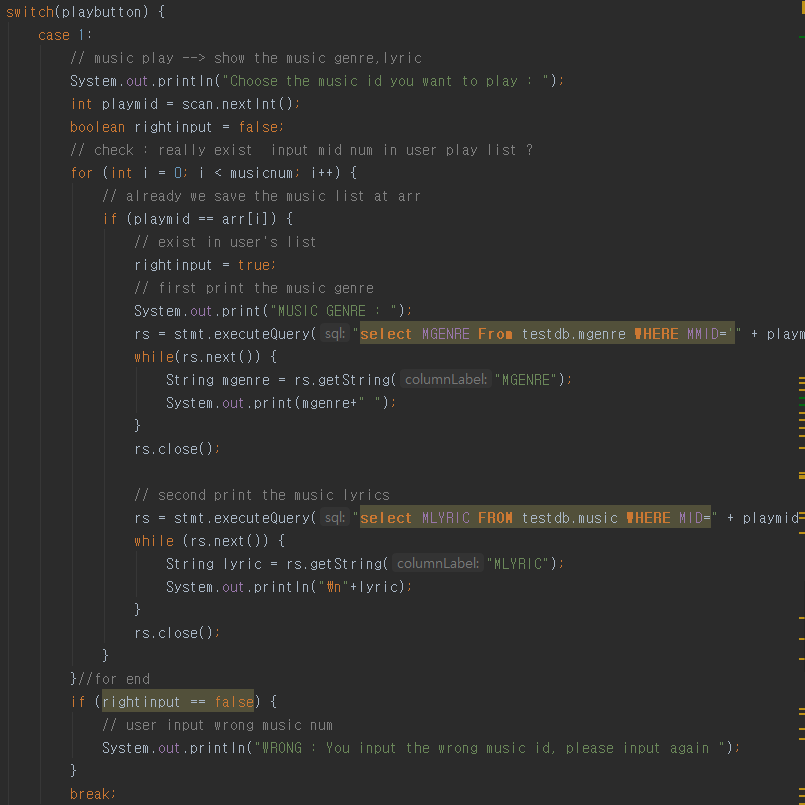 switch(playbutton) {
case 1:
// music play --> show the music genre,lyric
System.out.println("Choose the music id you want to play : ");
int playmid = scan.nextInt();
boolean rightinput = false;
// check : really exist  input mid num in user play list ?
for (int i = 0; i < musicnum; i++) {
// already we save the music list at arr
if (playmid == arr[i]) {
// exist in user's list
rightinput = true;
// first print the music genre
System.out.print("MUSIC GENRE : ");
rs = stmt.executeQuery( sql: "select MGENRE From testdb.mgenre WHERE MMID='" + playm
while(rs.next()) {
String mgenre = rs.getString( columnLabel: "MGENRE");
System.out.print(mgenre+" ");
}
rs.close();
// second print the music lyrics
rs = stmt.executeQuery( sql: "select MLYRIC FROM testdb.music WHERE MID=" + playmid
while (rs.next()) {
String lyric = rs.getString( columnLabel: "MLYRIC");
System.out.println("₩n"+lyric);
}
rs.close();
}
}//for end
if (rightinput == false) {
// user input wrong music num
System.out.println("WRONG : You input the wrong music id, please input again ");
}
break;